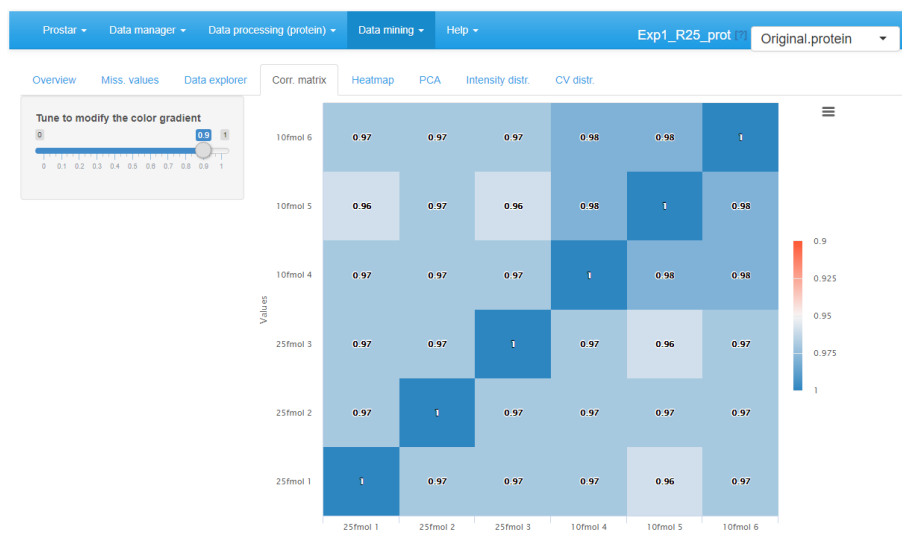 Prostar Data manager Data processing (protein) Data mining Help Exp1_R25_prot [?] Original.protein
Overview Miss. values Data explorer Corr. matrix Heatmap PCA Intensity distr. CV distr.
Tune to modify the color gradient
0 0.9 1
0 0.1 0.2 0.3 0.4 0.5 0.6 0.7 0.8 0.9 1
Values
10fmol 6 0.97 0.97 0.97 0.98 0.98 1
10fmol 5 0.96 0.97 0.96 0.98 1 0.98
10fmol 4 0.97 0.97 0.97 1 0.98 0.98
25fmol 3 0.97 0.97 1 0.97 0.96 0.97
25fmol 2 0.97 1 0.97 0.97 0.97 0.97
25fmol 1 1 0.97 0.97 0.97 0.96 0.97
25fmol 1 25fmol 2 25fmol 3 10fmol 4 10fmol 5 10fmol 6
0.9
0.925
0.95
0.975
1